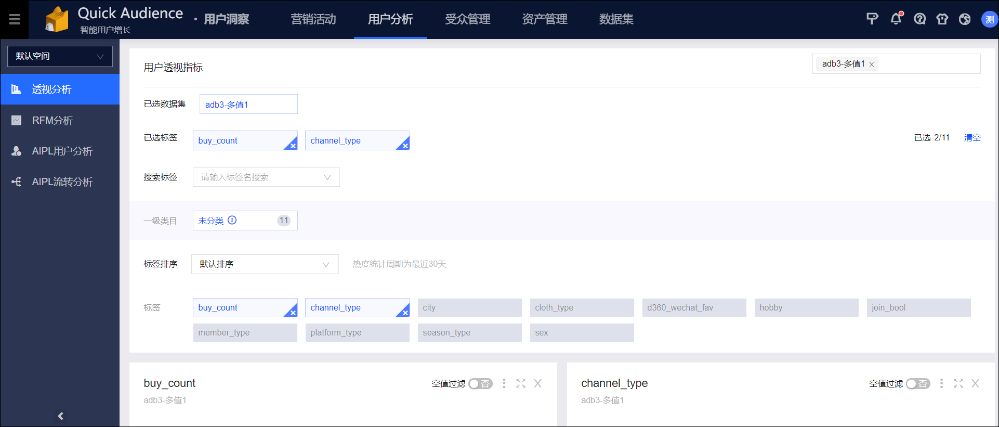 Quick Audience
智能用户增长
· 用户洞察
营销活动
用户分析
受众管理
资产管理
数据集
测
默认空间
透视分析
RFM分析
AIPL用户分析
AIPL流转分析
用户透视指标
adb3-多值1 X
已选数据集
adb3-多值1
已选标签
buy_count
channel_type
已选 2/11
清空
搜索标签
请输入标签名搜索
一级类目
未分类
11
标签排序
默认排序
热度统计周期为最近30天
标签
buy_count
channel_type
city
cloth_type
d360_wechat_fav
hobby
join_bool
member_type
platform_type
season_type
sex
buy_count
空值过滤
否
adb3-多值1
channel_type
空值过滤
否
adb3-多值1